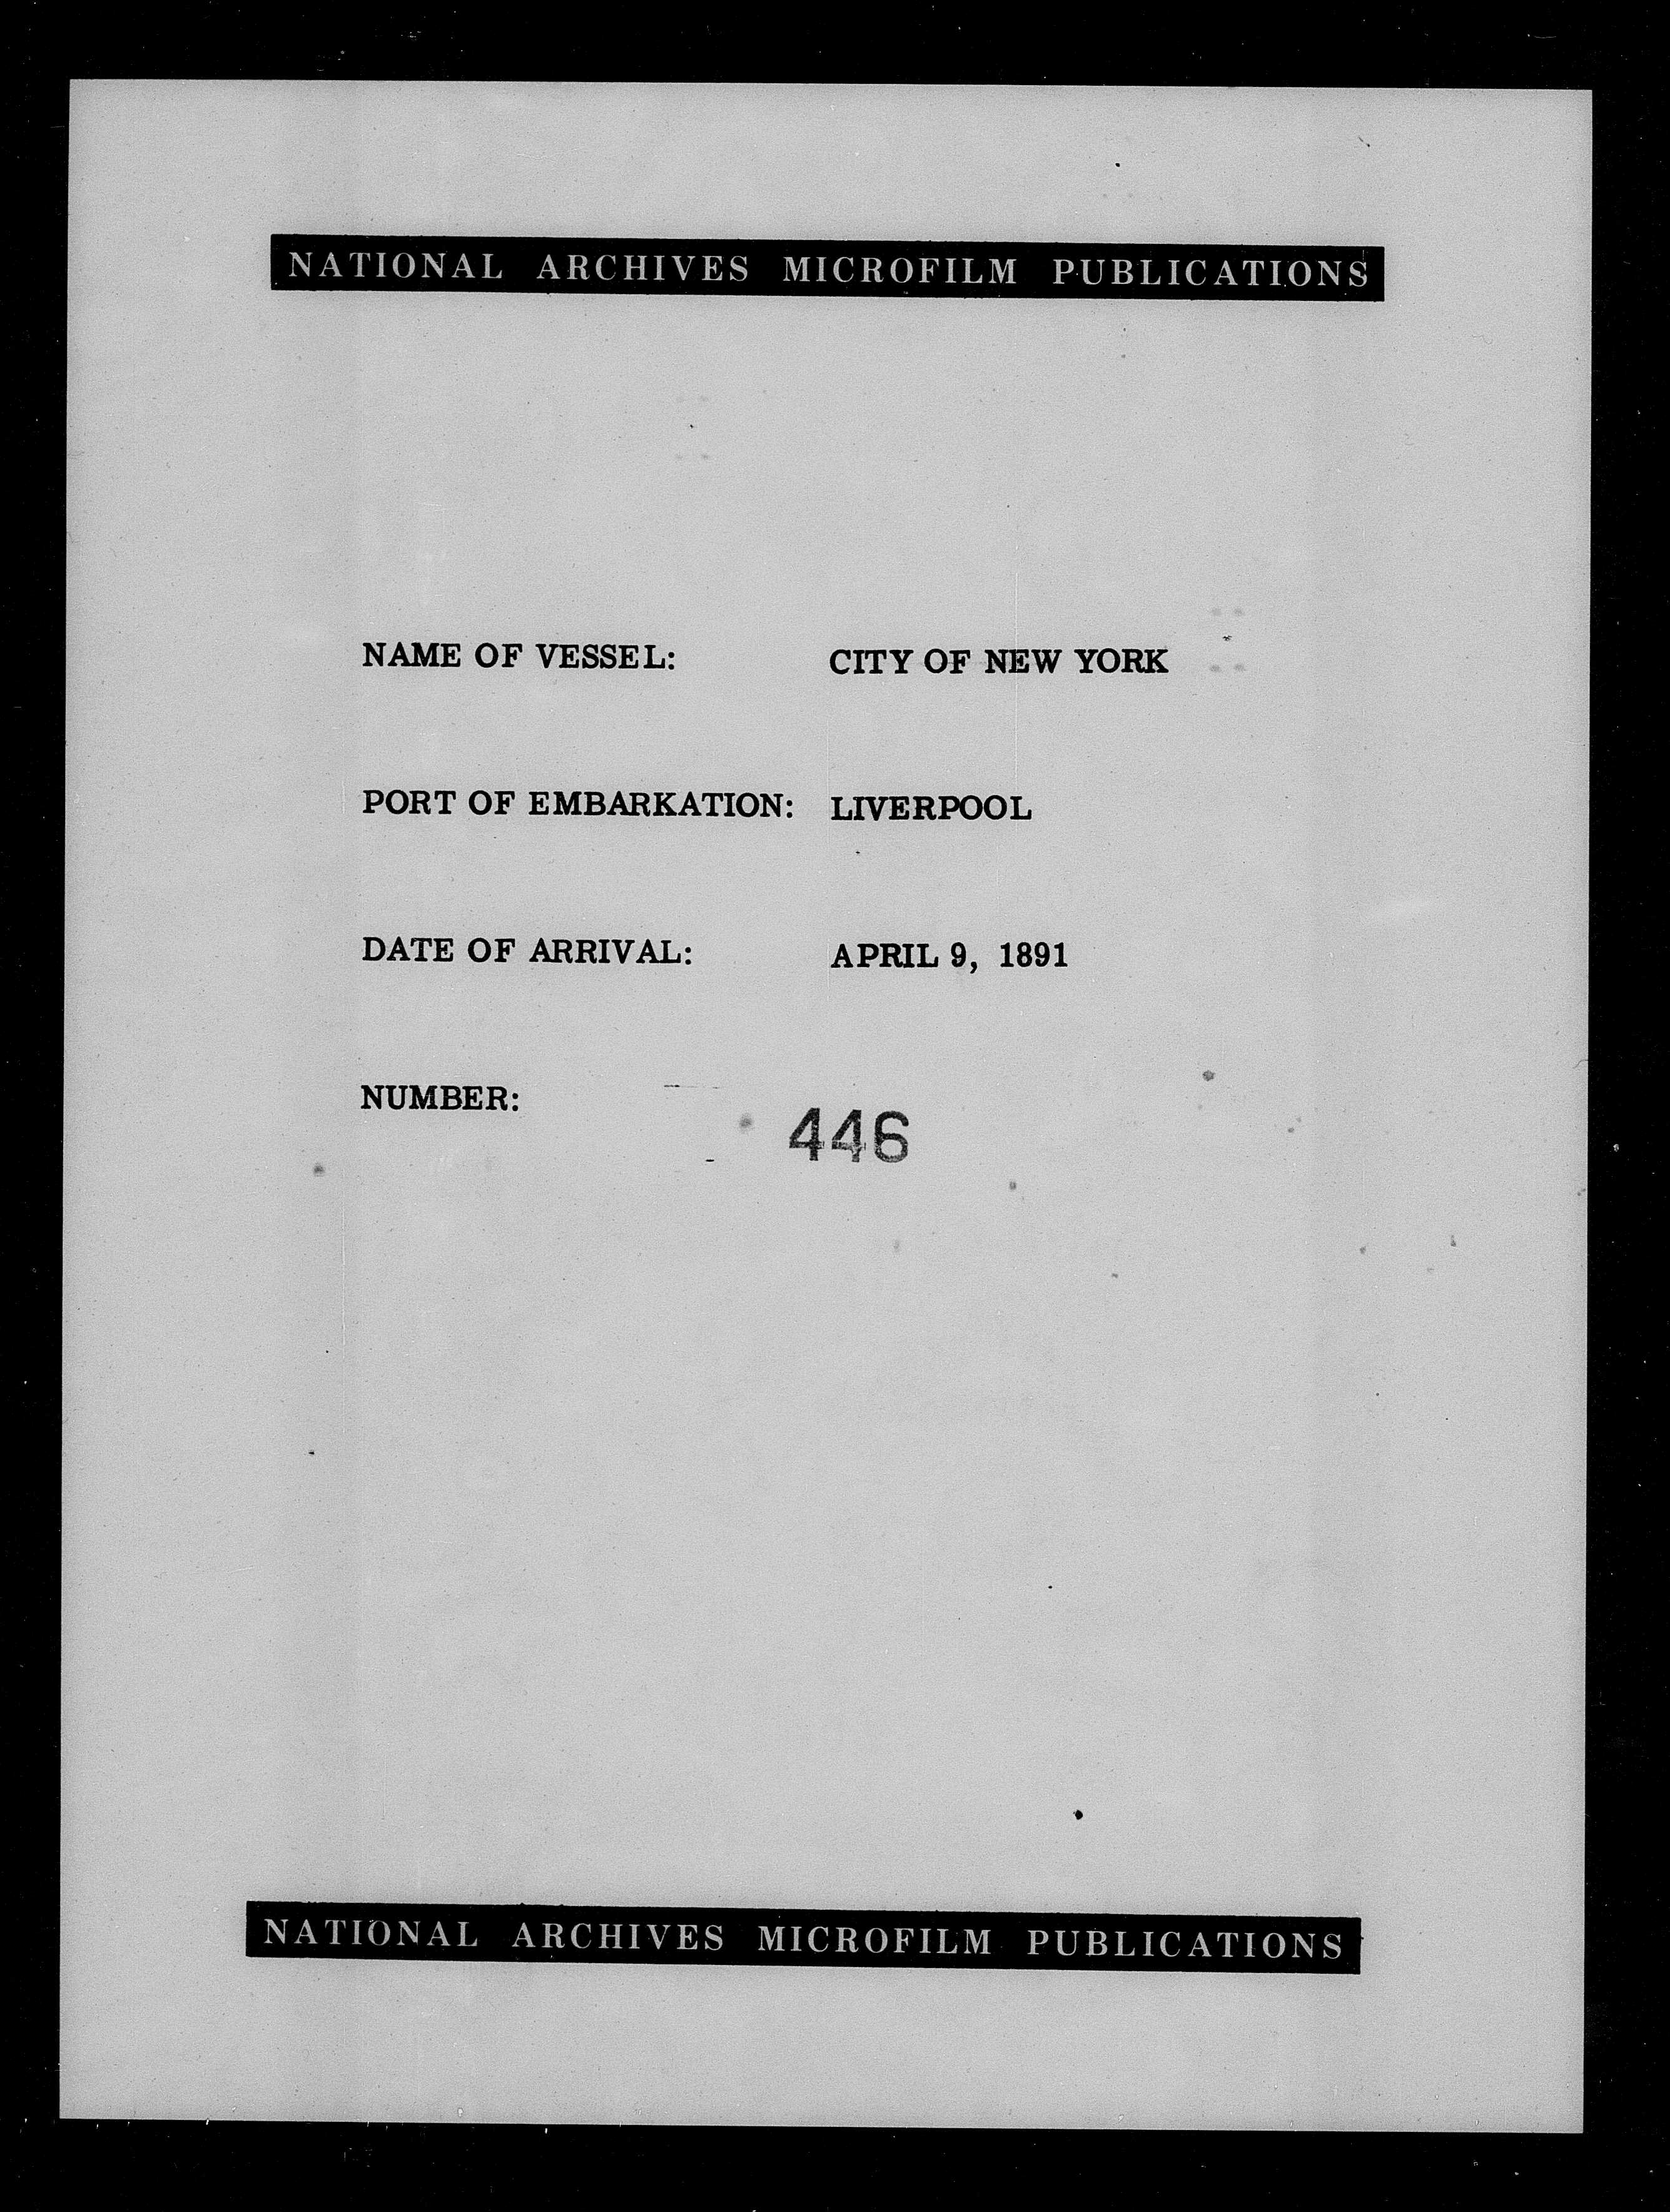 NATIONAL ARCHIVES MICROFILM PUBLICATIONS
NAME OF VESSEL: CITY OF NEW YORK
PORT OF EMBARKATION: LIVERPOOL
DATE OF ARRIVAL: APRIL 9, 1891
NUMBER: 446
NATIONAL ARCHIVES MICROFILM PUBLICATIONS